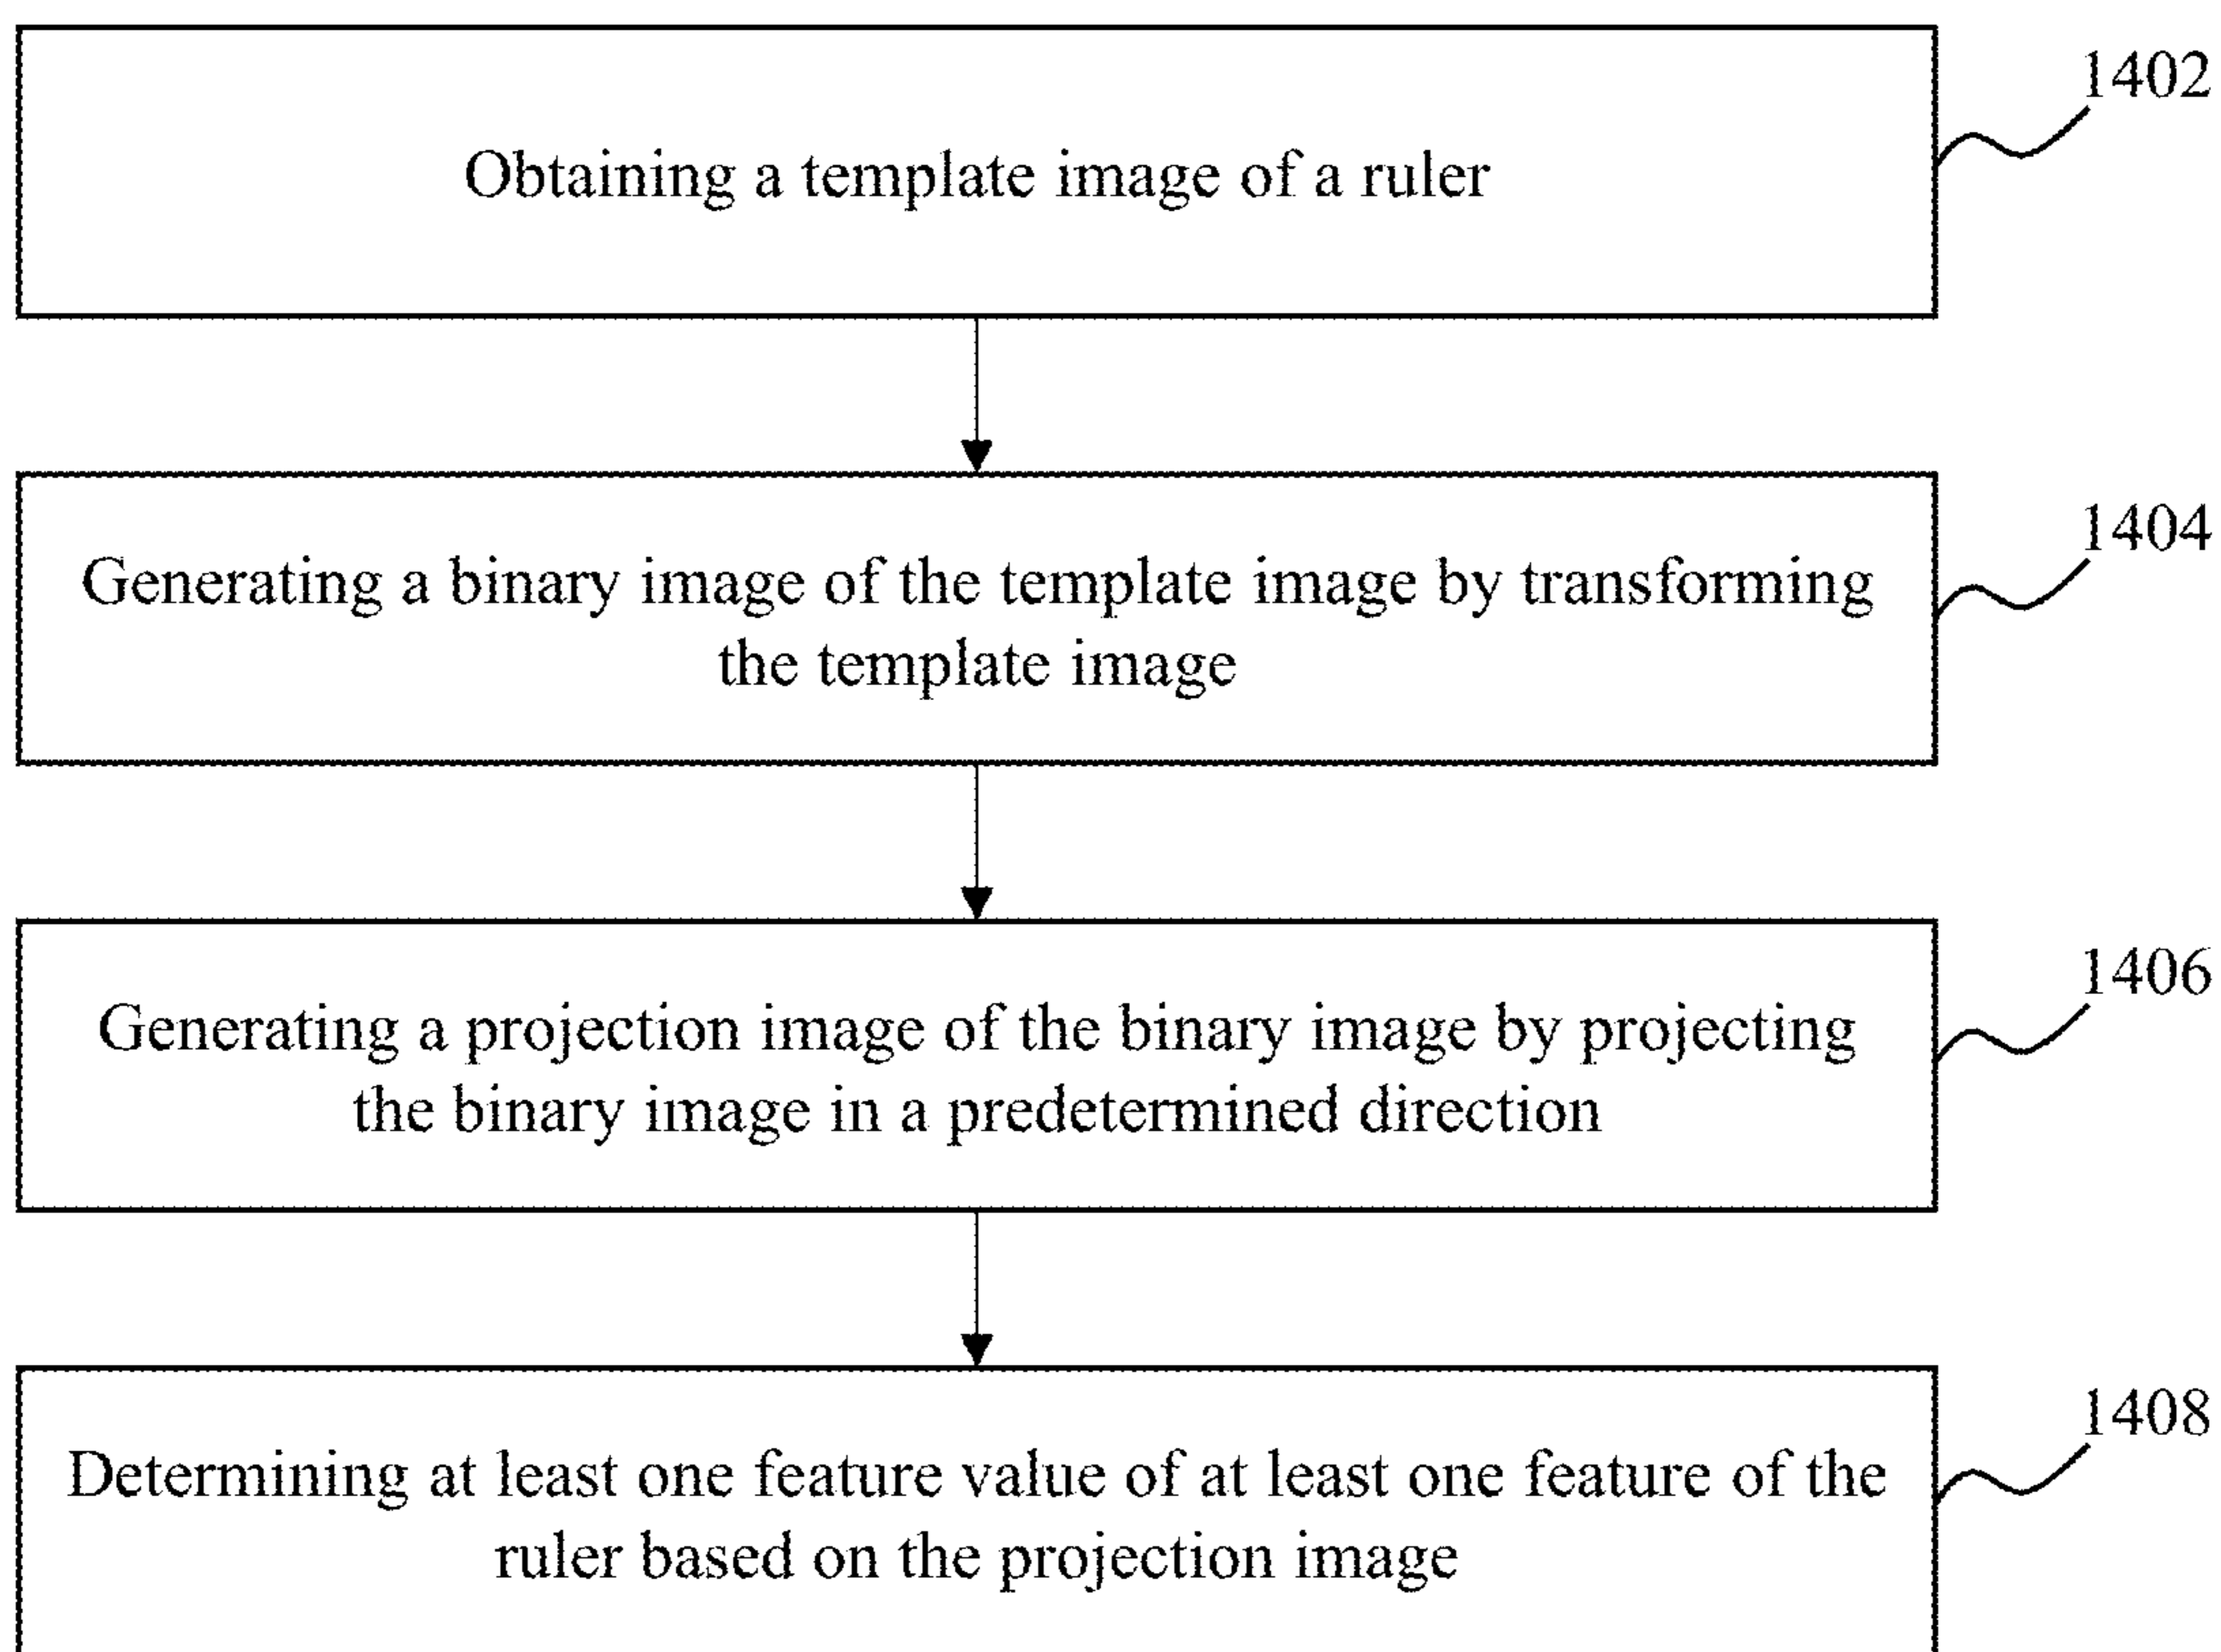 1402
Obtaining a template image of a ruler
1404
Generating a binary image of the template image by transforming
the template image
1406
Generating a projection image of the binary image by projecting
the binary image in a predetermined direction
1408
Determining at least one feature value of at least one feature of the
ruler based on the projection image